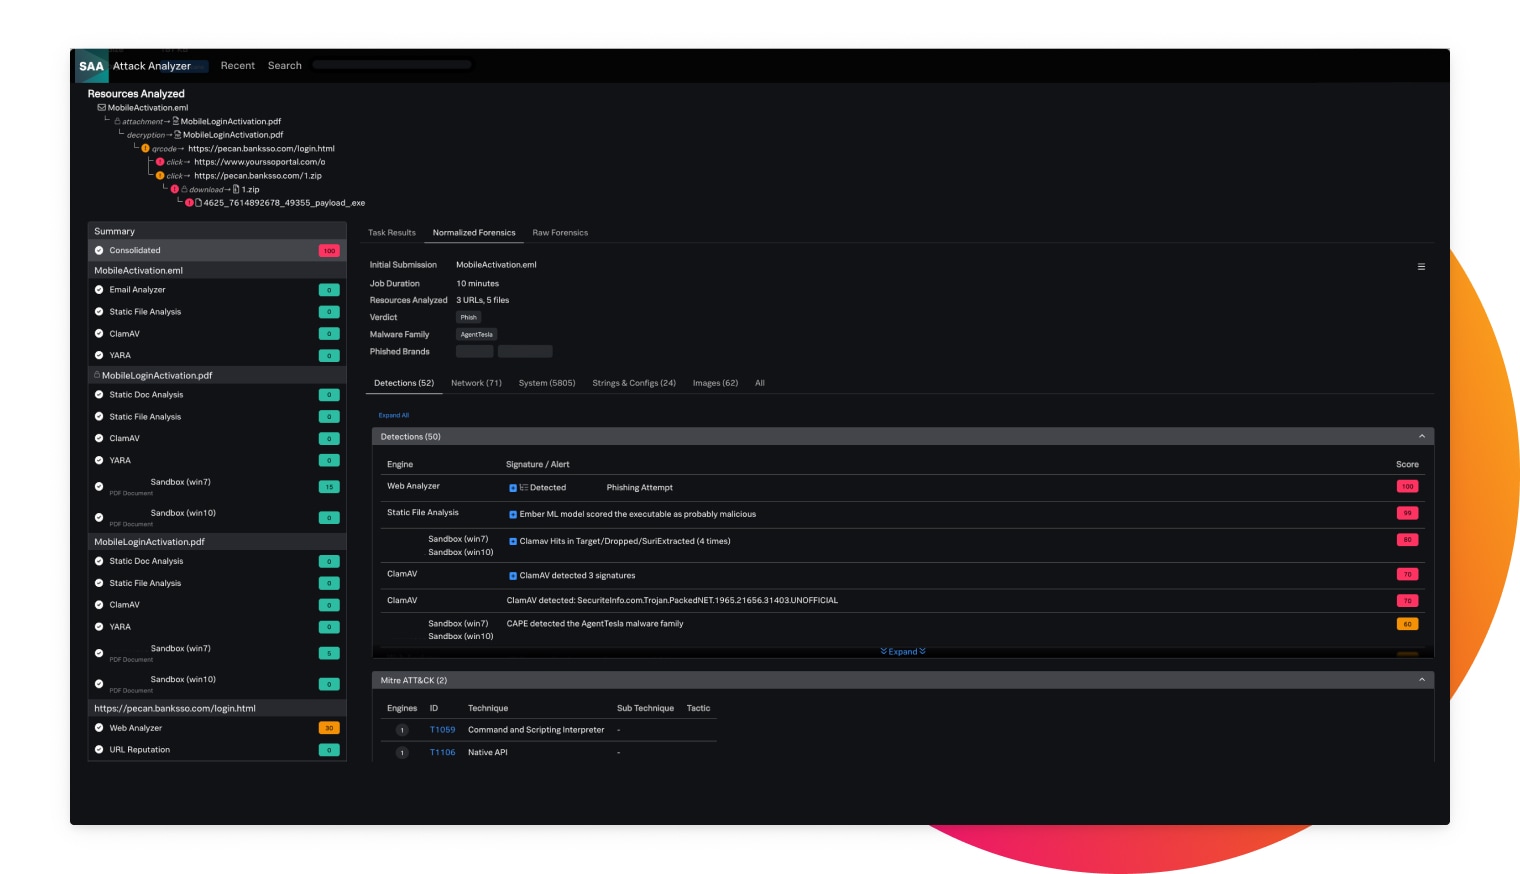 SAA Attack Analyzer Recent Search
Resources Analyzed
MobileActivation.eml
attachment→ MobileLoginActivation.pdf
decryption→ MobileLoginActivation.pdf
qrcode→ https://pecan.banksso.com/login.html
click→ https://www.yourssoportal.com/o
click→ https://pecan.banksso.com/1.zip
download→ 1.zip
4625_7614892678_49355_payload_.exe
Summary
Consolidated 100
MobileActivation.eml
Email Analyzer 0
Static File Analysis 0
ClamAV 0
YARA 0
MobileLoginActivation.pdf
Static Doc Analysis 0
Static File Analysis 0
ClamAV 0
YARA 0
Sandbox (win7) 15
PDF Document
Sandbox (win10) 0
PDF Document
MobileLoginActivation.pdf
Static Doc Analysis 0
Static File Analysis 0
ClamAV 0
YARA 0
Sandbox (win7) 5
PDF Document
Sandbox (win10) 0
PDF Document
https://pecan.banksso.com/login.html
Web Analyzer 30
URL Reputation 0
Task Results Normalized Forensics Raw Forensics
Initial Submission MobileActivation.eml
Job Duration 10 minutes
Resources Analyzed 3 URLs, 5 files
Verdict Phish
Malware Family AgentTesla
Phished Brands
Detections (52) Network (71) System (5805) Strings & Configs (24) Images (62) All
Expand All
Detections (50)
Engine Signature / Alert Score
Web Analyzer Detected Phishing Attempt 100
Static File Analysis Ember ML model scored the executable as probably malicious 99
Sandbox (win7) Clamav Hits in Target/Dropped/SuriExtracted (4 times) 80
Sandbox (win10)
ClamAV ClamAV detected 3 signatures 70
ClamAV ClamAV detected: SecuriteInfo.com.Trojan.PackedNET.1965.21656.31403.UNOFFICIAL 70
Sandbox (win7) CAPE detected the AgentTesla malware family 60
Sandbox (win10)
Expand
Mitre ATT&CK (2)
Engines ID Technique Sub Technique Tactic
1 T1059 Command and Scripting Interpreter -
1 T1106 Native API -